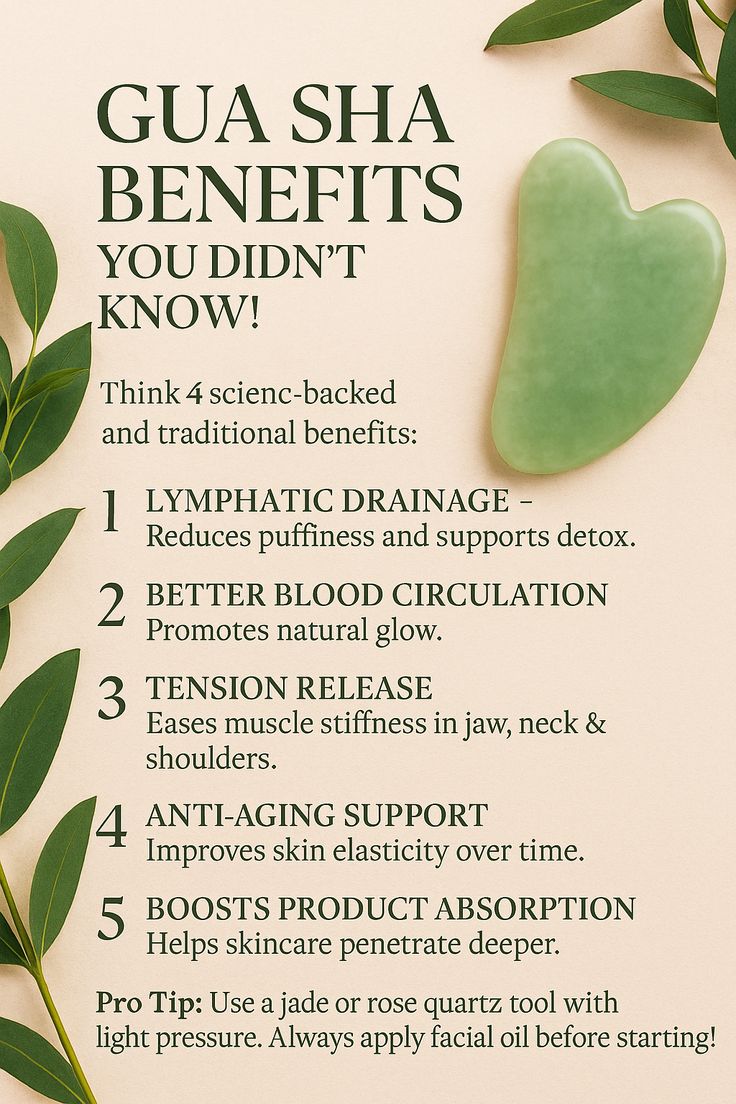 GUA SHA
BENEFITS
YOU DIDN'T
KNOW!
Think 4 scienc-backed
and traditional benefits:
1 LYMPHATIC DRAINAGE –
Reduces puffiness and supports detox.
2 BETTER BLOOD CIRCULATION
Promotes natural glow.
3 TENSION RELEASE
Eases muscle stiffness in jaw, neck &
shoulders.
4 ANTI-AGING SUPPORT
Improves skin elasticity over time.
5 BOOSTS PRODUCT ABSORPTION
Helps skincare penetrate deeper.
Pro Tip: Use a jade or rose quartz tool with
light pressure. Always apply facial oil before starting!